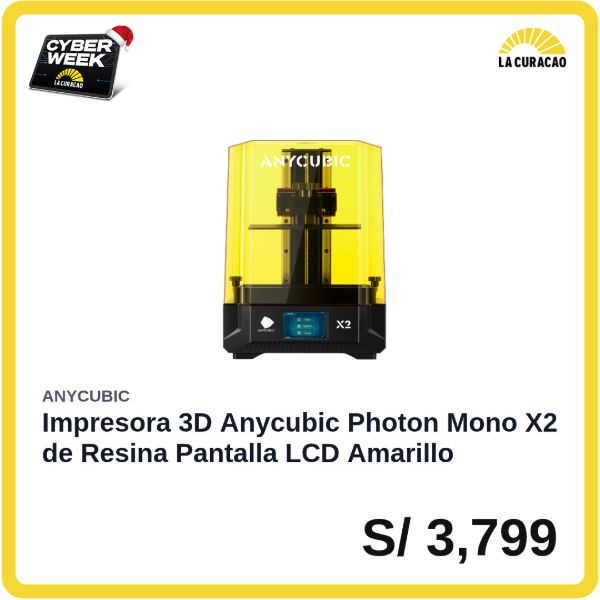 CYBER
WEEK
LA CURACAO
LA CURACAO
ANYCUBIC
ANYCUBIC
X2
ANYCUBIC
Impresora 3D Anycubic Photon Mono X2
de Resina Pantalla LCD Amarillo
S/ 3,799